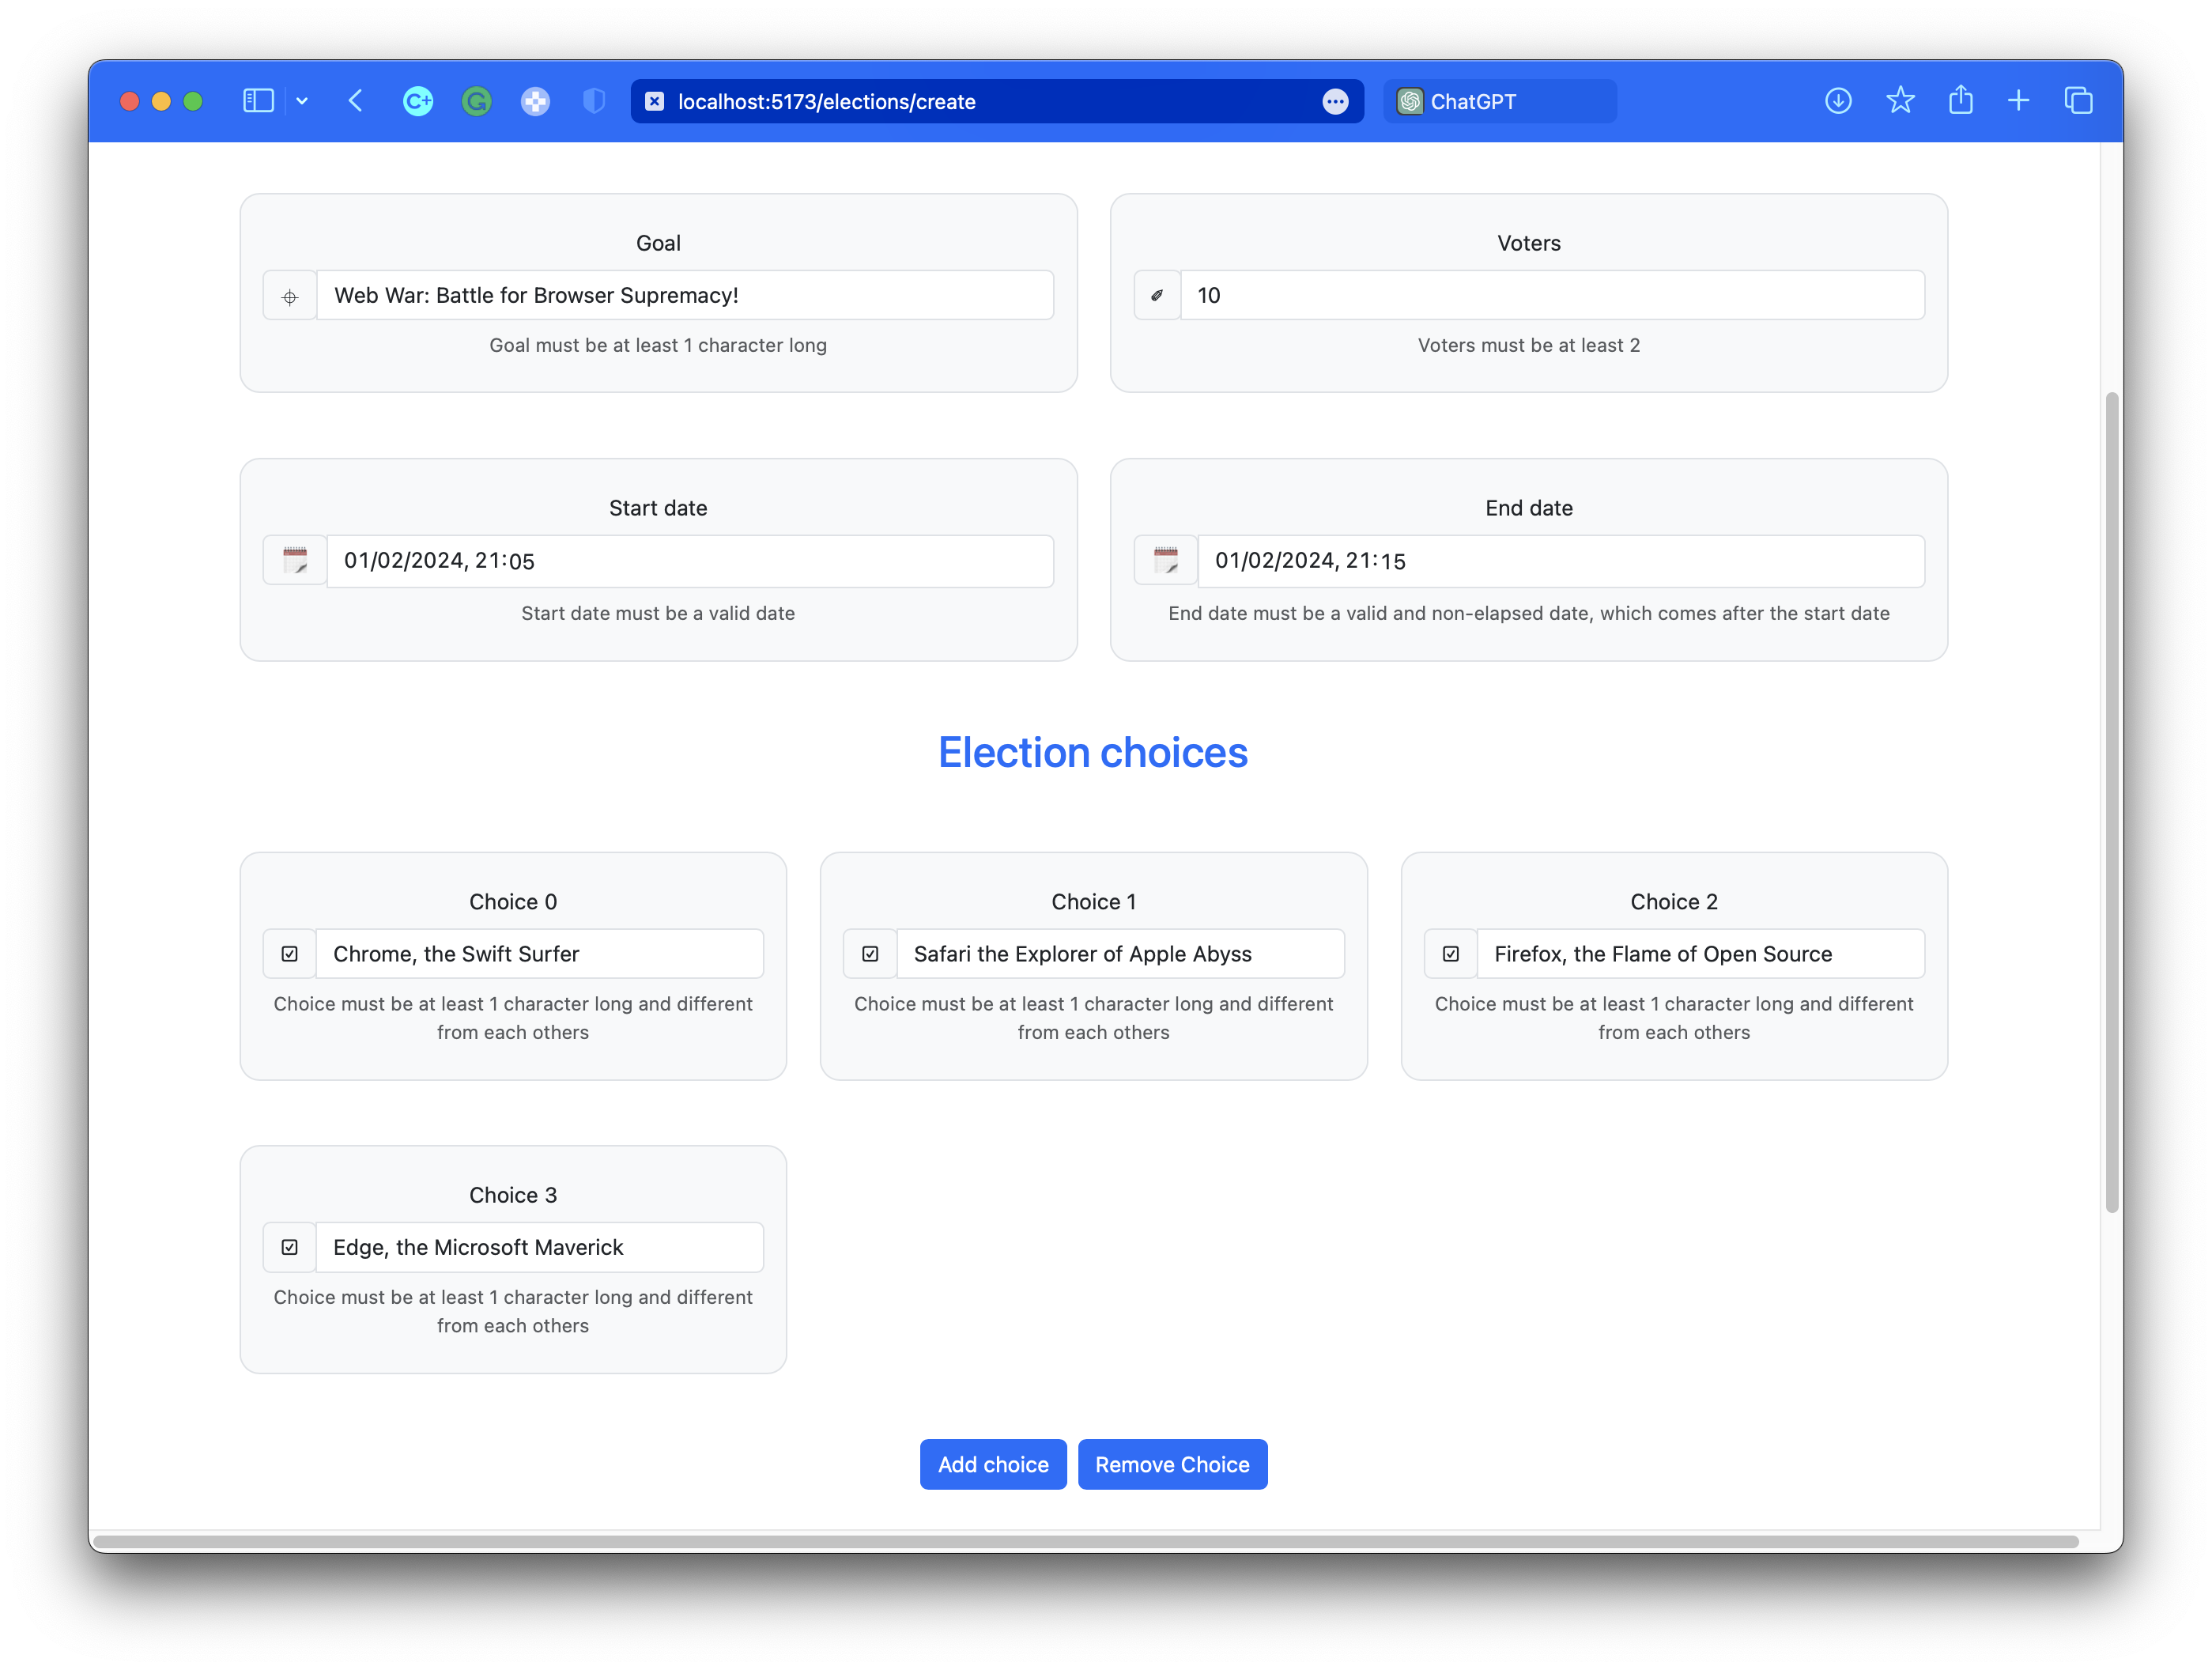 localhost:5173/elections/create
ChatGPT
Goal
Voters
Web War: Battle for Browser Supremacy!
10
Goal must be at least 1 character long
Voters must be at least 2
Start date
End date
01/02/2024, 21:05
01/02/2024, 21:15
Start date must be a valid date
End date must be a valid and non-elapsed date, which comes after the start date
Election choices
Choice 0
Choice 1
Choice 2
Chrome, the Swift Surfer
Safari the Explorer of Apple Abyss
Firefox, the Flame of Open Source
Choice must be at least 1 character long and different
from each others
Choice must be at least 1 character long and different
from each others
Choice must be at least 1 character long and different
from each others
Choice 3
Edge, the Microsoft Maverick
Choice must be at least 1 character long and different
from each others
Add choice
Remove Choice